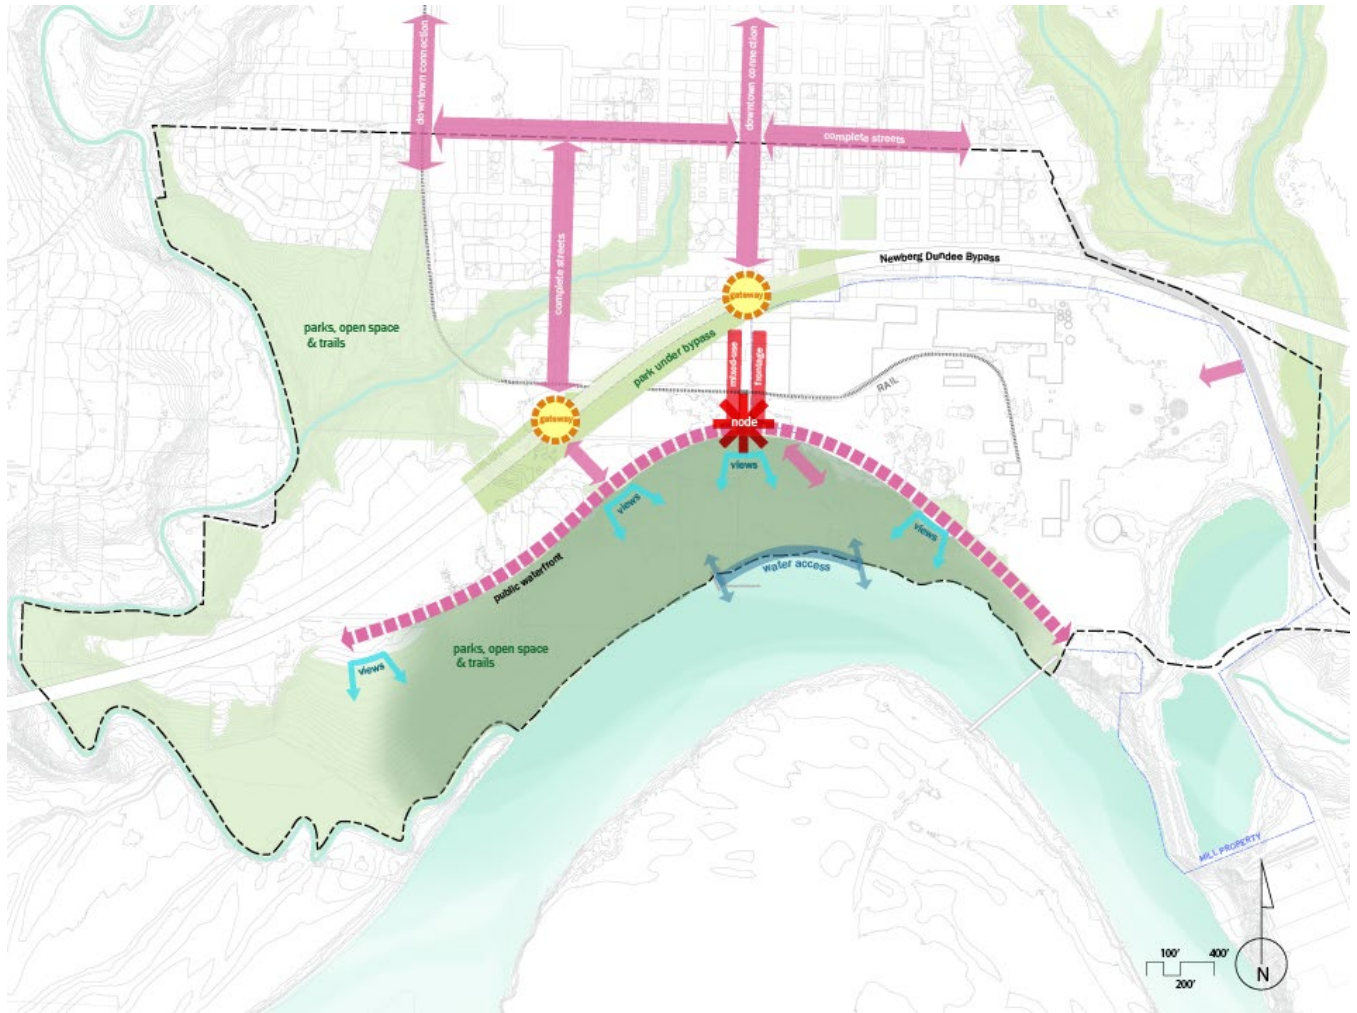 downtown connection
downtown connection
complete streets
complete streets
Newberg Dundee Bypass
gateway
parks, open space
& trails
park under bypass
mixed-use
frontage
RAIL
gateway
node
views
views
views
public waterfront
water access
parks, open space
& trails
views
MILL PROPERTY
100'
400'
200'
N